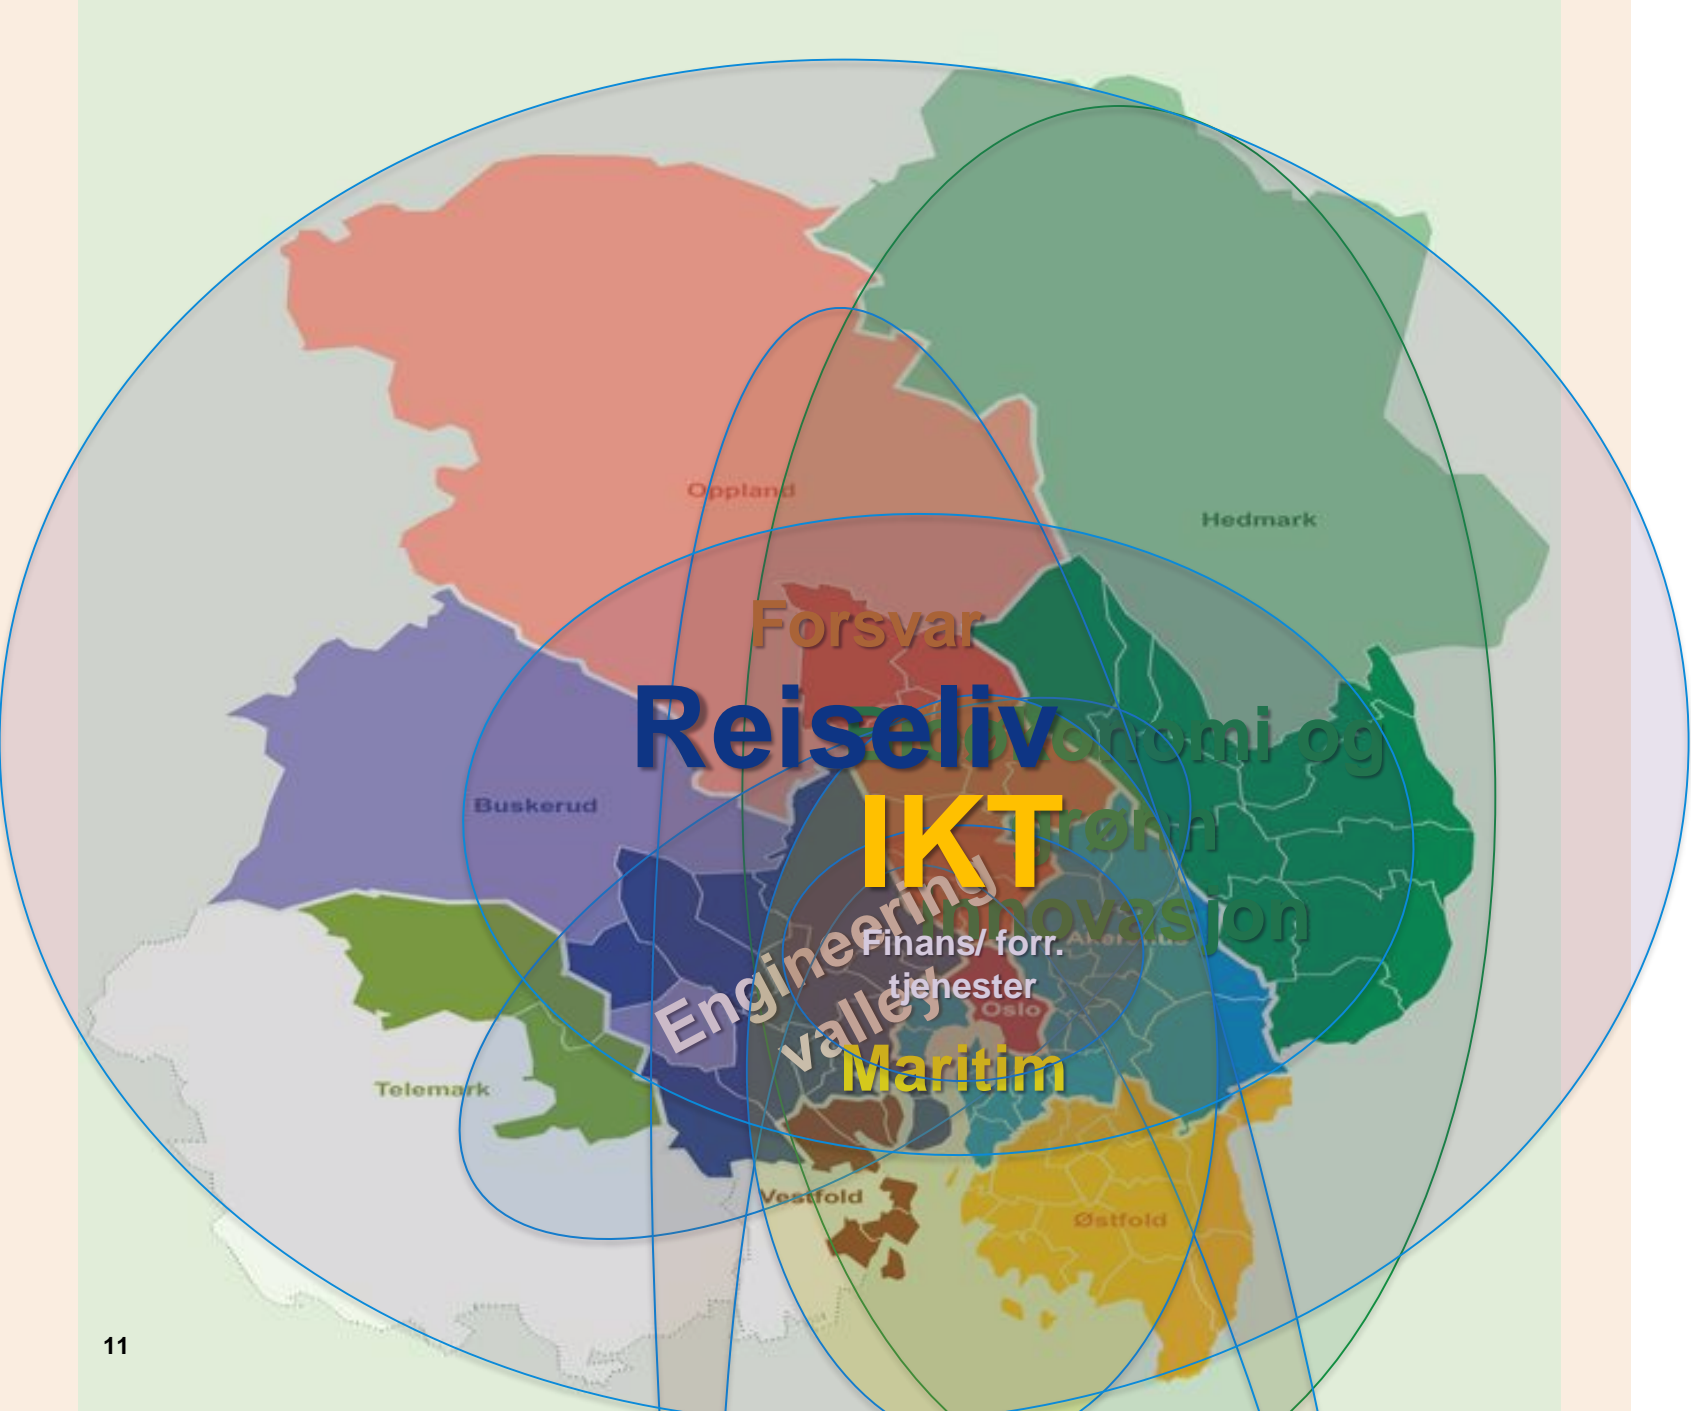 Oppland
Hedmark
Forsvar
Reiseliv
Bioøkonomi og
grønn
innovasjon
IKT
Buskerud
Engineering
valley
Finans/ forr.
tjenester
Akershus
Oslo
Maritim
Telemark
Vestfold
Østfold
11